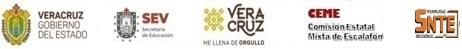 VERACRUZ
GOBIERNO
DEL ESTADO
SEV
Secretaría
de Educación
VERA
CRUZ
ME LLENA DE ORGULLO
CEME
Comisión Estatal
Mixta de Escalafón
SNTE